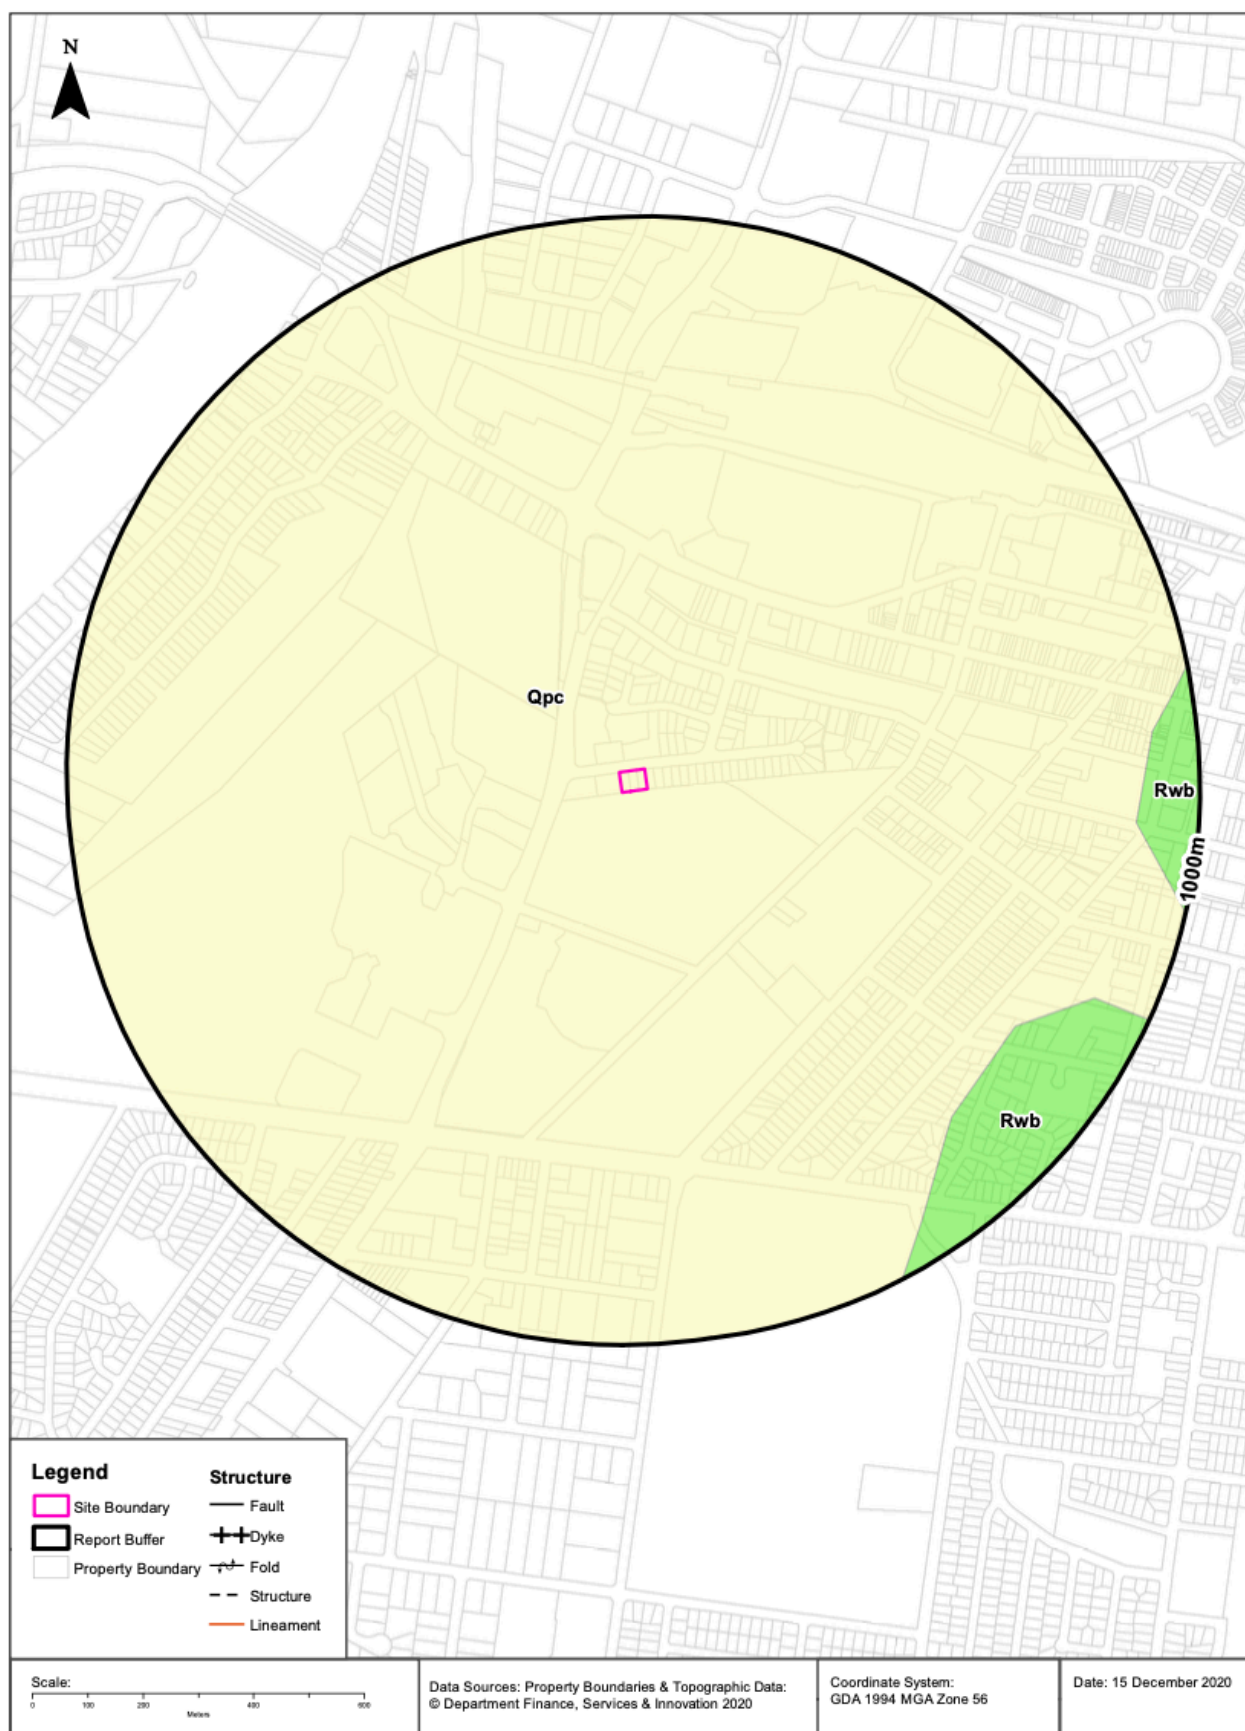 N
Qpc
Rwb
1000m
Rwb
Legend
Site Boundary
Report Buffer
Property Boundary
Structure
Fault
Dyke
Fold
Structure
Lineament
Scale:
0 100 200 400 600
Meters
Data Sources: Property Boundaries & Topographic Data:
© Department Finance, Services & Innovation 2020
Coordinate System:
GDA 1994 MGA Zone 56
Date: 15 December 2020